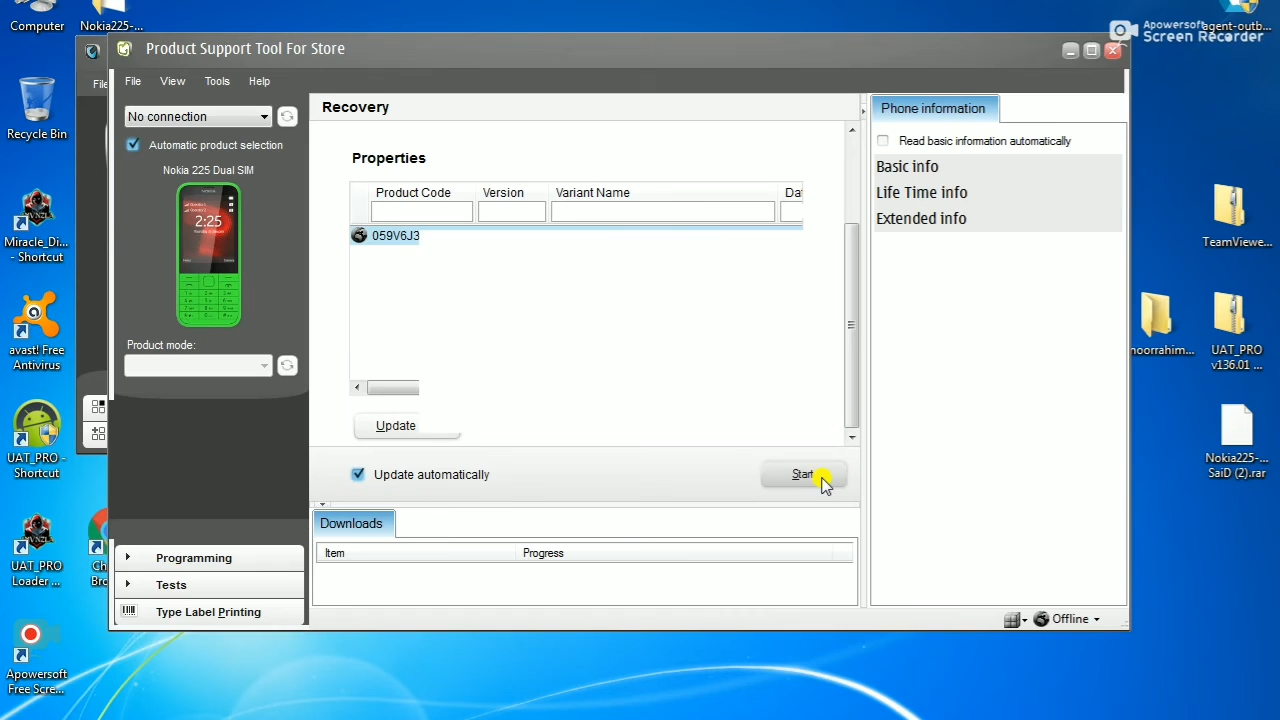 Computer
Nokia225-...
Recycle Bin
Miracle_Di...
- Shortcut
avast! Free
Antivirus
UAT_PRO -
Shortcut
UAT_PRO
Loader ...
Apowersoft
Free Scre...
Product Support Tool For Store
File
View
Tools
Help
No connection
Automatic product selection
Nokia 225 Dual SIM
2:25
Product mode:
Programming
Tests
Type Label Printing
Recovery
Properties
Product Code
Version
Variant Name
059V6J3
Update
Update automatically
Start
Downloads
Item
Progress
Phone information
Read basic information automatically
Basic info
Life Time info
Extended info
Offline
Apowersoft
Screen Recorder
agent-outb...
TeamViewe...
noorrahim...
UAT_PRO
v136.01 ...
Nokia225-...
SaiD (2).rar